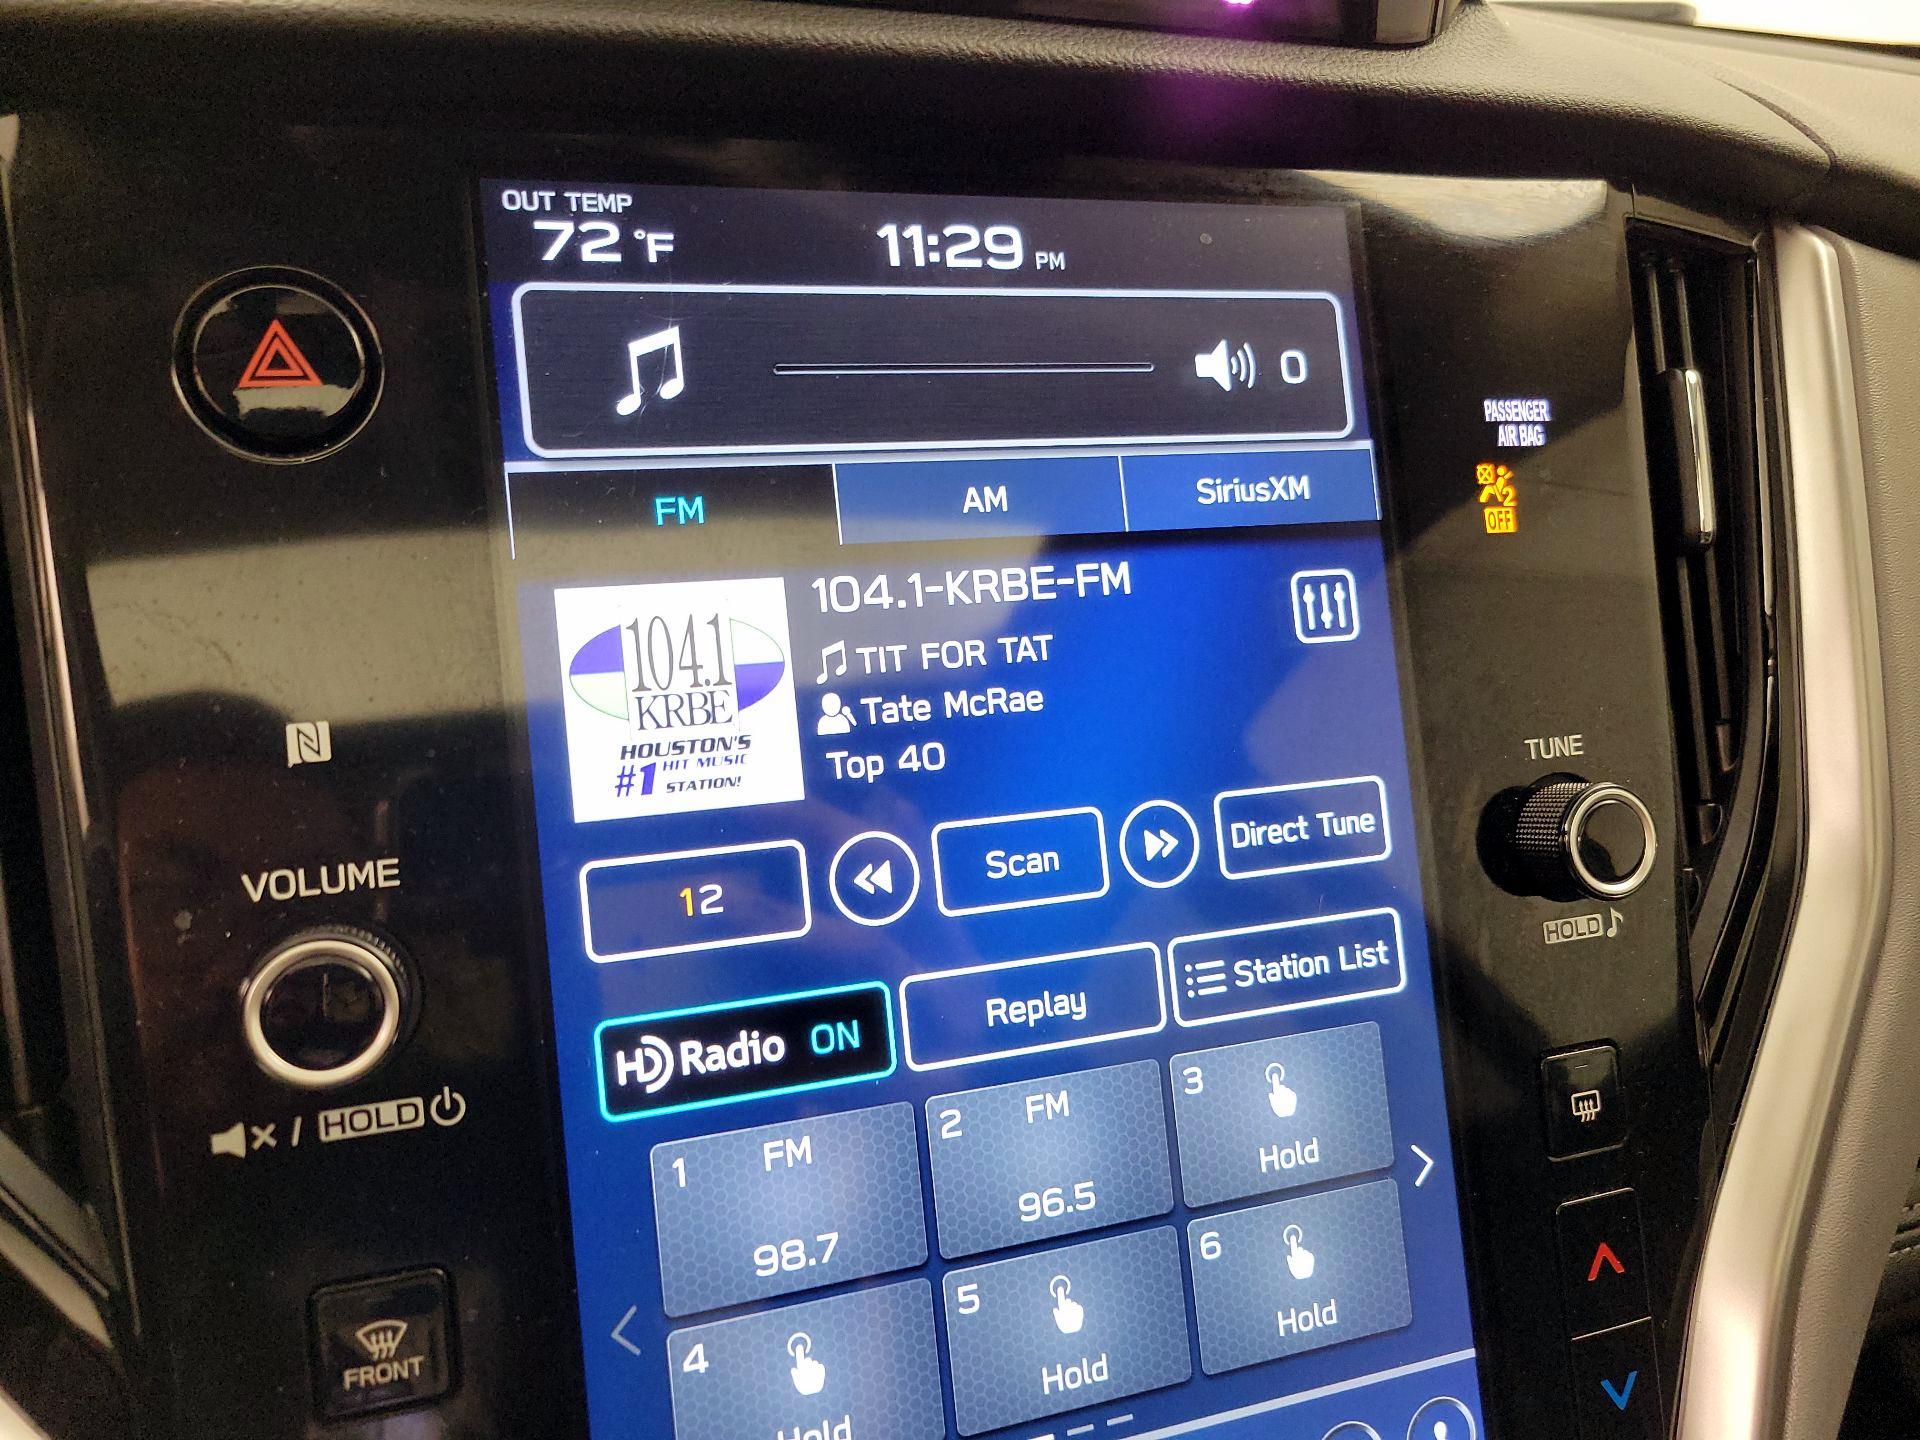 OUT TEMP
72 °F
11:29 PM
0
PASSENGER
AIR BAG
2
OFF
FM
AM
SiriusXM
104.1
KRBE
HOUSTON'S
#1 HIT MUSIC
STATION!
104.1-KRBE-FM
TIT FOR TAT
Tate McRae
Top 40
TUNE
HOLD
VOLUME
HOLD
12
Scan
Direct Tune
HD Radio ON
Replay
Station List
1 FM
98.7
2 FM
96.5
3
Hold
4
Hold
5
Hold
6
Hold
FRONT